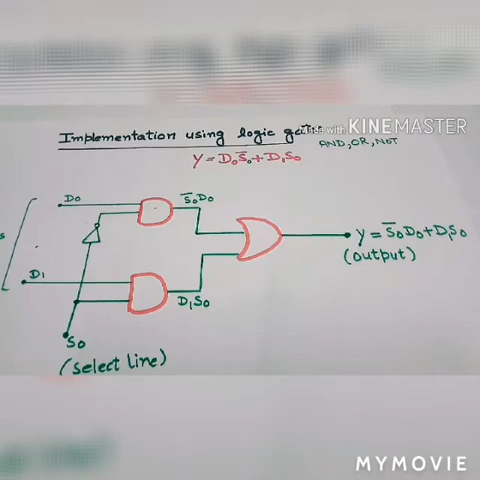 Implementation using logic gates
Made with KINEMASTER
AND, OR, NOT
Y = D₀S̅₀ + D₁S₀
D₀
S̅₀D₀
s
Y = S̅₀D₀ + D₁S₀
(output)
D₁
D₁S₀
S₀
(Select line)
MYMOVIE